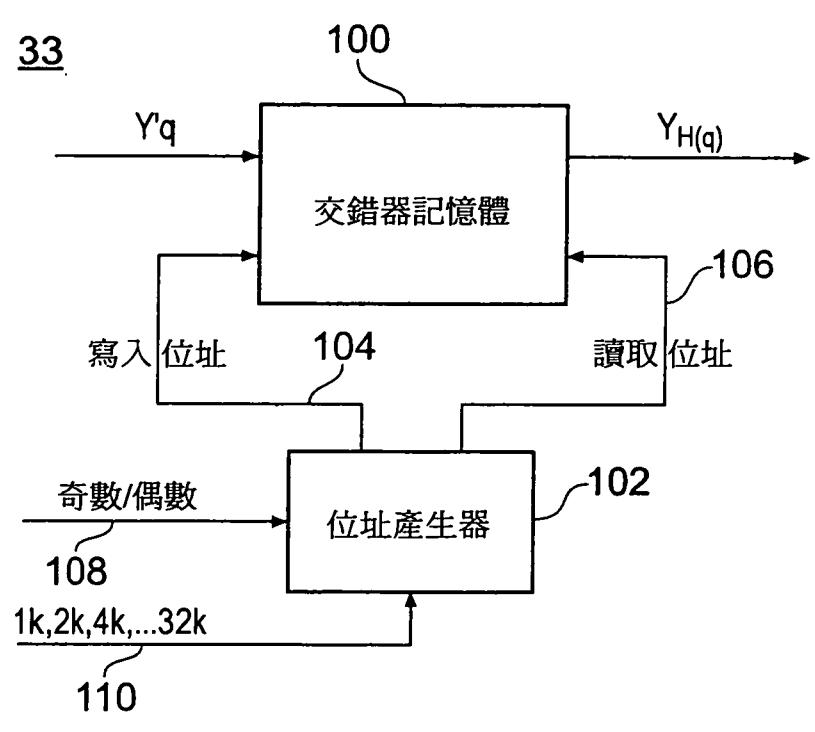 33
100
Y'q
Y_H(q)
交錯器記憶體
106
寫入位址
104
讀取位址
奇數/偶數
位址產生器
102
108
1k,2k,4k,...32k
110